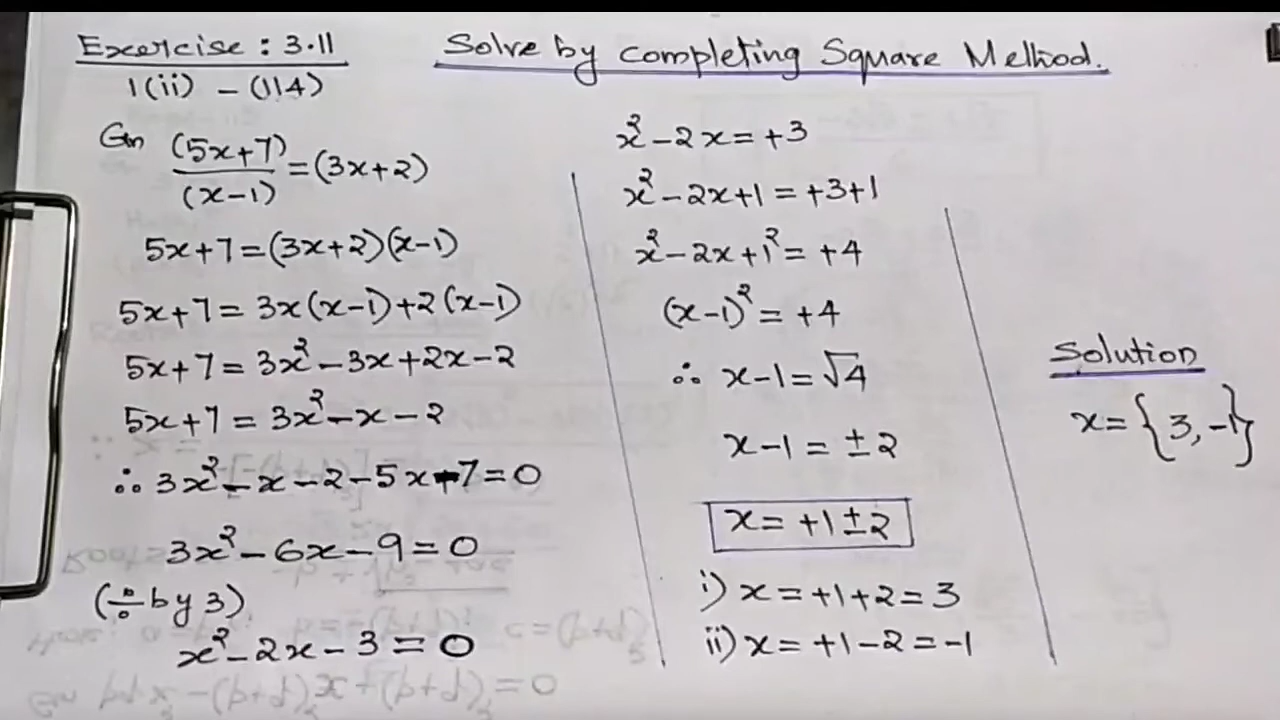 Exercise : 3.11
1(ii) - (114)
Solve by completing Square Method.
Gn (5x+7)/(x-1) = (3x+2)
5x+7 = (3x+2)(x-1)
5x+7 = 3x(x-1)+2(x-1)
5x+7 = 3x² - 3x + 2x - 2
5x+7 = 3x² - x - 2
∴ 3x² - x - 2 - 5x - 7 = 0
3x² - 6x - 9 = 0
(÷ by 3)
x² - 2x - 3 = 0
x² - 2x = +3
x² - 2x + 1 = +3+1
x² - 2x + 1² = +4
(x-1)² = +4
∴ x-1 = √4
x-1 = ±2
x = +1 ± 2
i) x = +1+2 = 3
ii) x = +1-2 = -1
Solution
x = {3, -1}